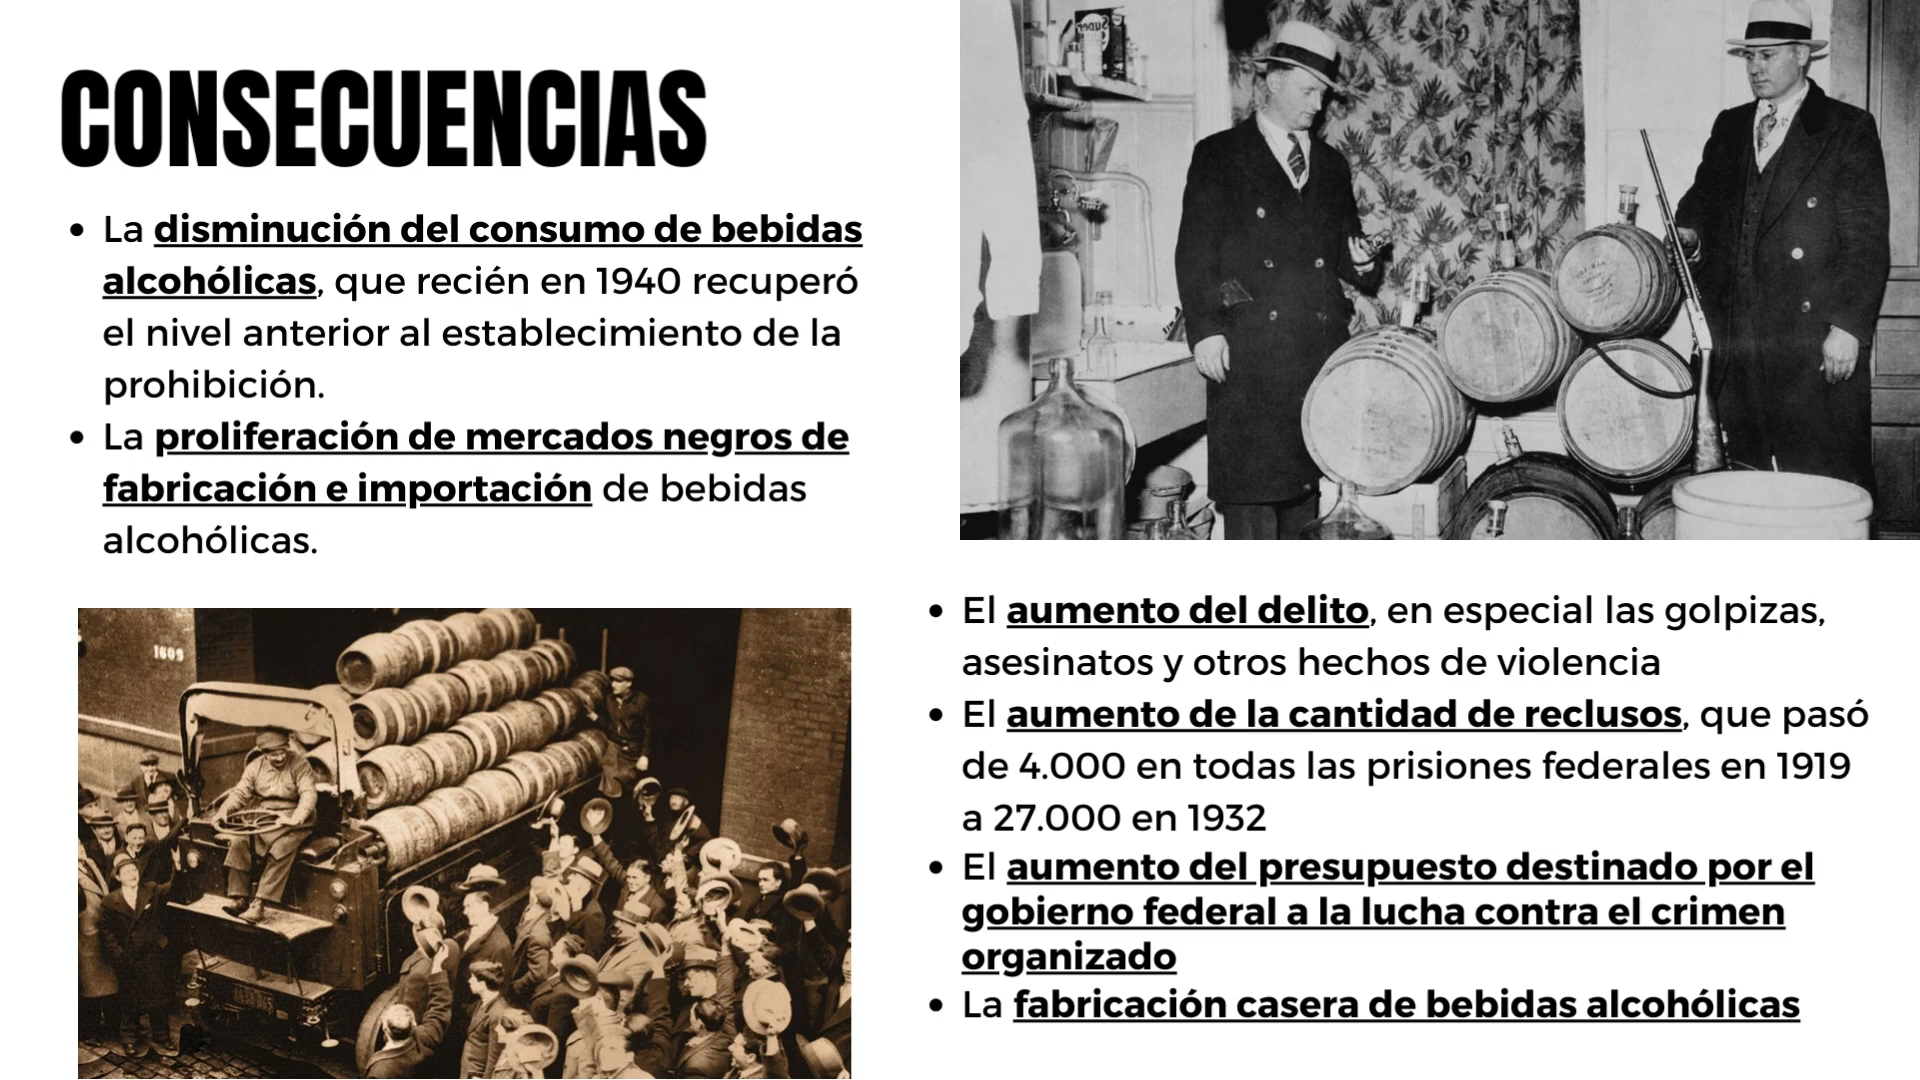 CONSECUENCIAS
• La disminución del consumo de bebidas
alcohólicas, que recién en 1940 recuperó
el nivel anterior al establecimiento de la
prohibición.
• La proliferación de mercados negros de
fabricación e importación de bebidas
alcohólicas.
Super
1609
• El aumento del delito, en especial las golpizas,
asesinatos y otros hechos de violencia
• El aumento de la cantidad de reclusos, que pasó
de 4.000 en todas las prisiones federales en 1919
a 27.000 en 1932
• El aumento del presupuesto destinado por el
gobierno federal a la lucha contra el crimen
organizado
• La fabricación casera de bebidas alcohólicas